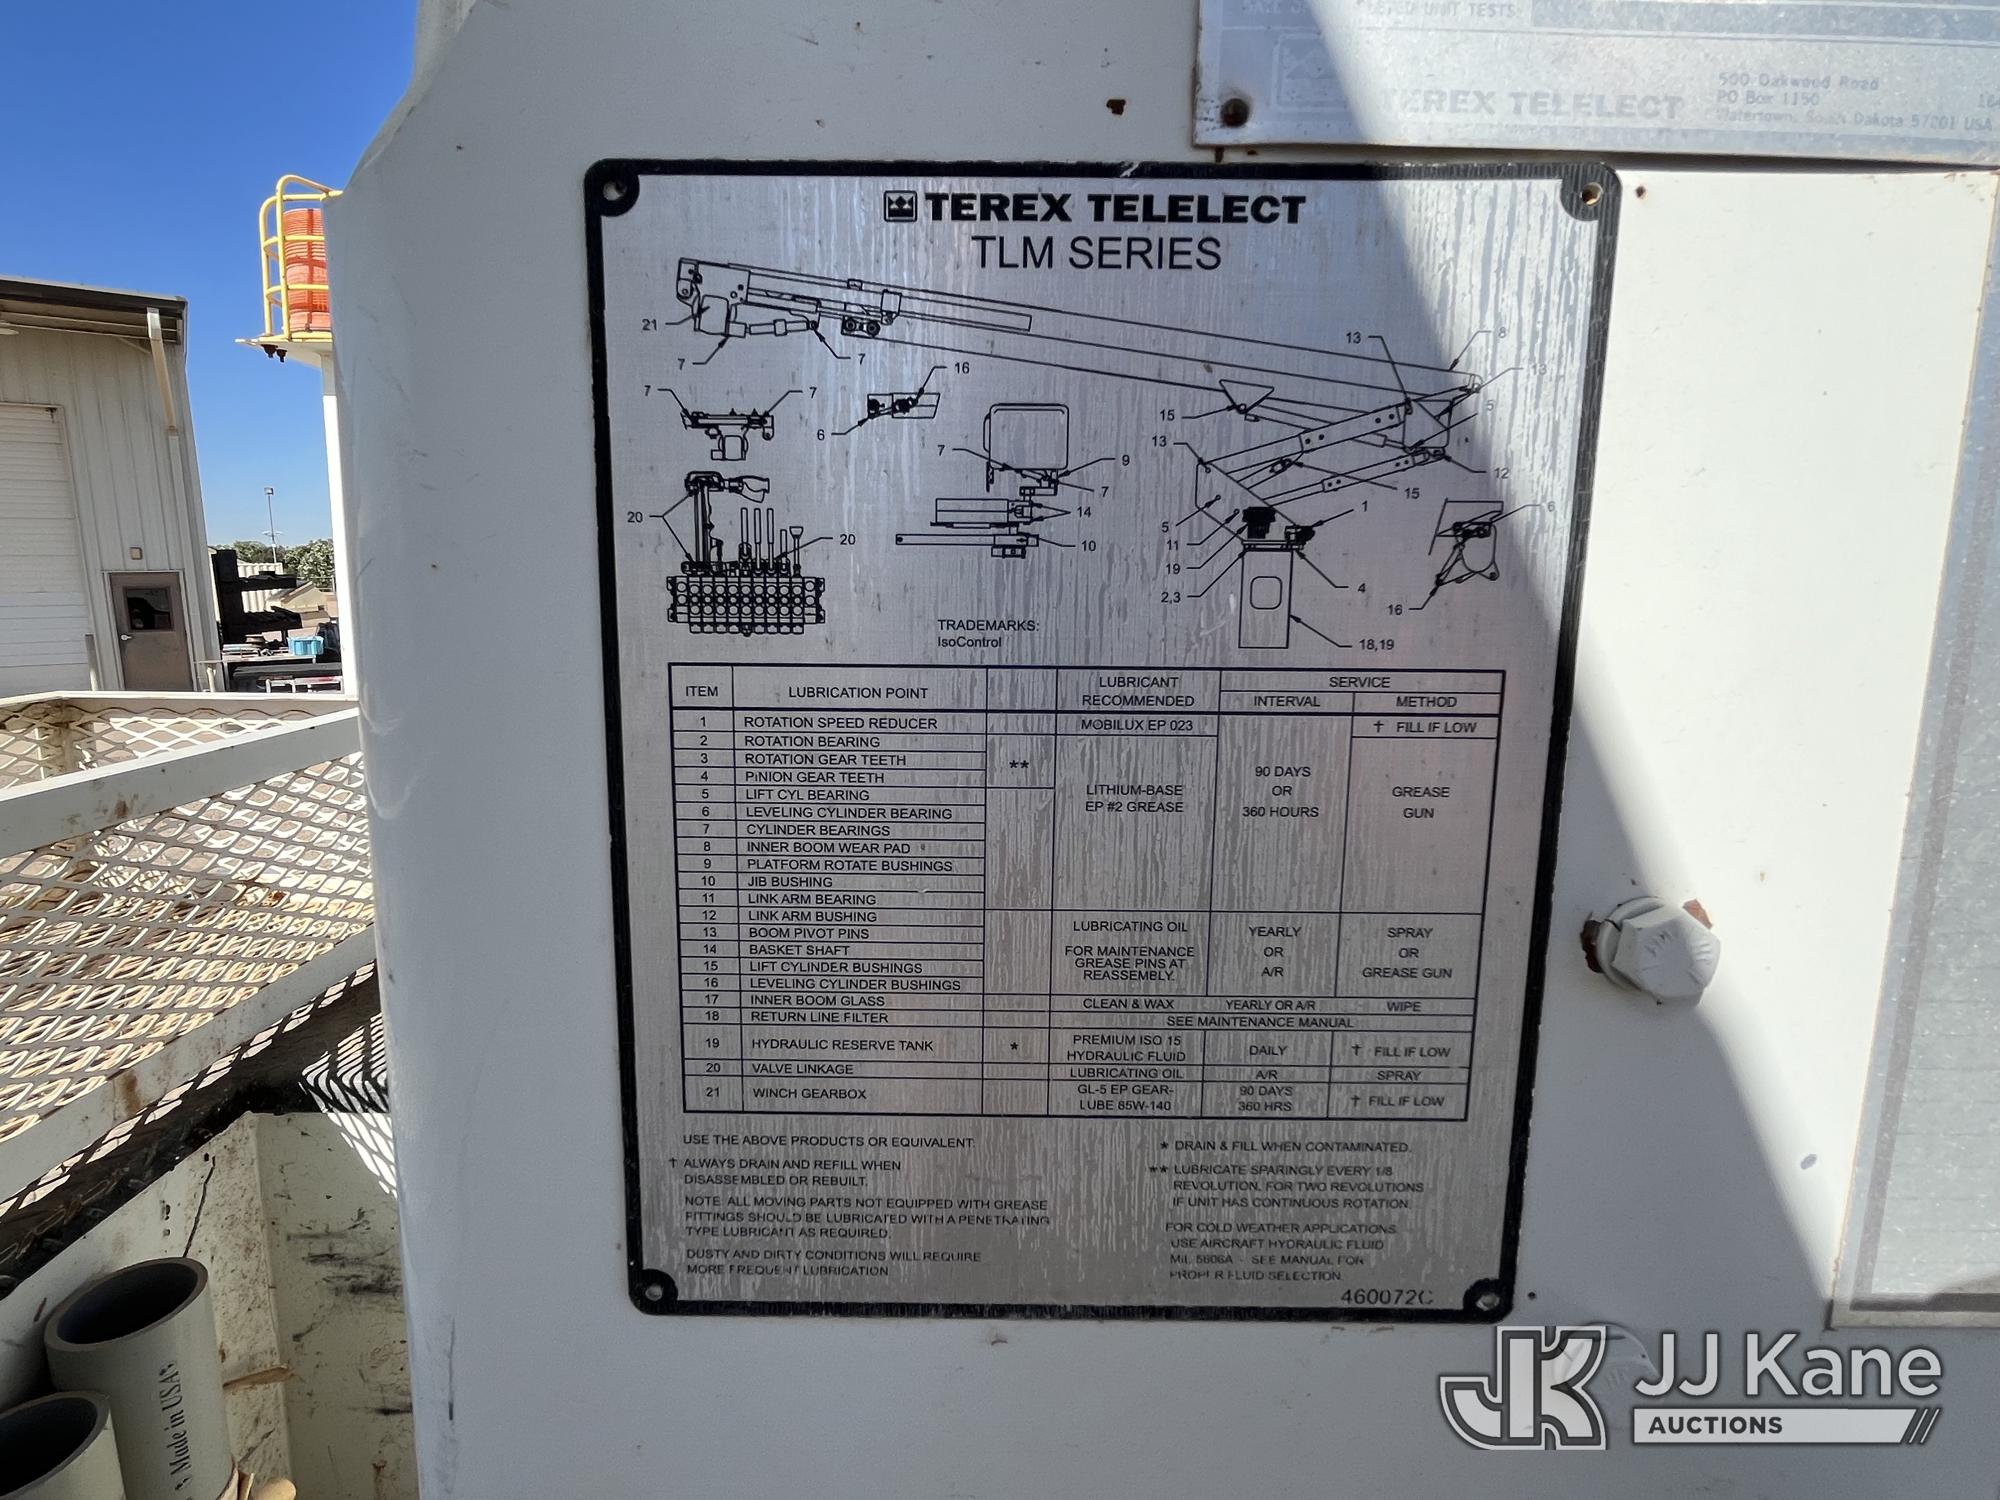 TED UNIT TESTS
500 Oakwood Road
PO Box 1150
TEREX TELELECT
Watertown, South Dakota 57201 USA
TEREX TELELECT
TLM SERIES
21
7
7
7
7
16
6
13
8
13
15
5
13
12
15
7
9
7
14
10
20
20
5
11
19
2,3
1
4
6
16
18,19
TRADEMARKS:
IsoControl
ITEM LUBRICATION POINT LUBRICANT RECOMMENDED SERVICE
INTERVAL METHOD
1 ROTATION SPEED REDUCER MOBILUX EP 023 † FILL IF LOW
2 ROTATION BEARING
3 ROTATION GEAR TEETH **
4 PINION GEAR TEETH 90 DAYS
5 LIFT CYL BEARING LITHIUM-BASE OR GREASE
6 LEVELING CYLINDER BEARING EP #2 GREASE 360 HOURS GUN
7 CYLINDER BEARINGS
8 INNER BOOM WEAR PAD
9 PLATFORM ROTATE BUSHINGS
10 JIB BUSHING
11 LINK ARM BEARING
12 LINK ARM BUSHING LUBRICATING OIL
13 BOOM PIVOT PINS YEARLY SPRAY
14 BASKET SHAFT FOR MAINTENANCE OR OR
15 LIFT CYLINDER BUSHINGS GREASE PINS AT A/R GREASE GUN
16 LEVELING CYLINDER BUSHINGS REASSEMBLY.
17 INNER BOOM GLASS CLEAN & WAX YEARLY OR A/R WIPE
18 RETURN LINE FILTER SEE MAINTENANCE MANUAL
19 HYDRAULIC RESERVE TANK * PREMIUM ISO 15 HYDRAULIC FLUID DAILY † FILL IF LOW
20 VALVE LINKAGE LUBRICATING OIL A/R SPRAY
21 WINCH GEARBOX GL-5 EP GEAR-LUBE 85W-140 90 DAYS 360 HRS † FILL IF LOW
USE THE ABOVE PRODUCTS OR EQUIVALENT.
† ALWAYS DRAIN AND REFILL WHEN
DISASSEMBLED OR REBUILT.
NOTE: ALL MOVING PARTS NOT EQUIPPED WITH GREASE
FITTINGS SHOULD BE LUBRICATED WITH A PENETRATING
TYPE LUBRICANT AS REQUIRED.
DUSTY AND DIRTY CONDITIONS WILL REQUIRE
MORE FREQUENT LUBRICATION
* DRAIN & FILL WHEN CONTAMINATED.
** LUBRICATE SPARINGLY EVERY 1/8
REVOLUTION, FOR TWO REVOLUTIONS
IF UNIT HAS CONTINUOUS ROTATION.
FOR COLD WEATHER APPLICATIONS
USE AIRCRAFT HYDRAULIC FLUID
MIL 5606A - SEE MANUAL FOR
PROPER FLUID SELECTION.
460072C
Made in USA
JK JJ Kane
AUCTIONS